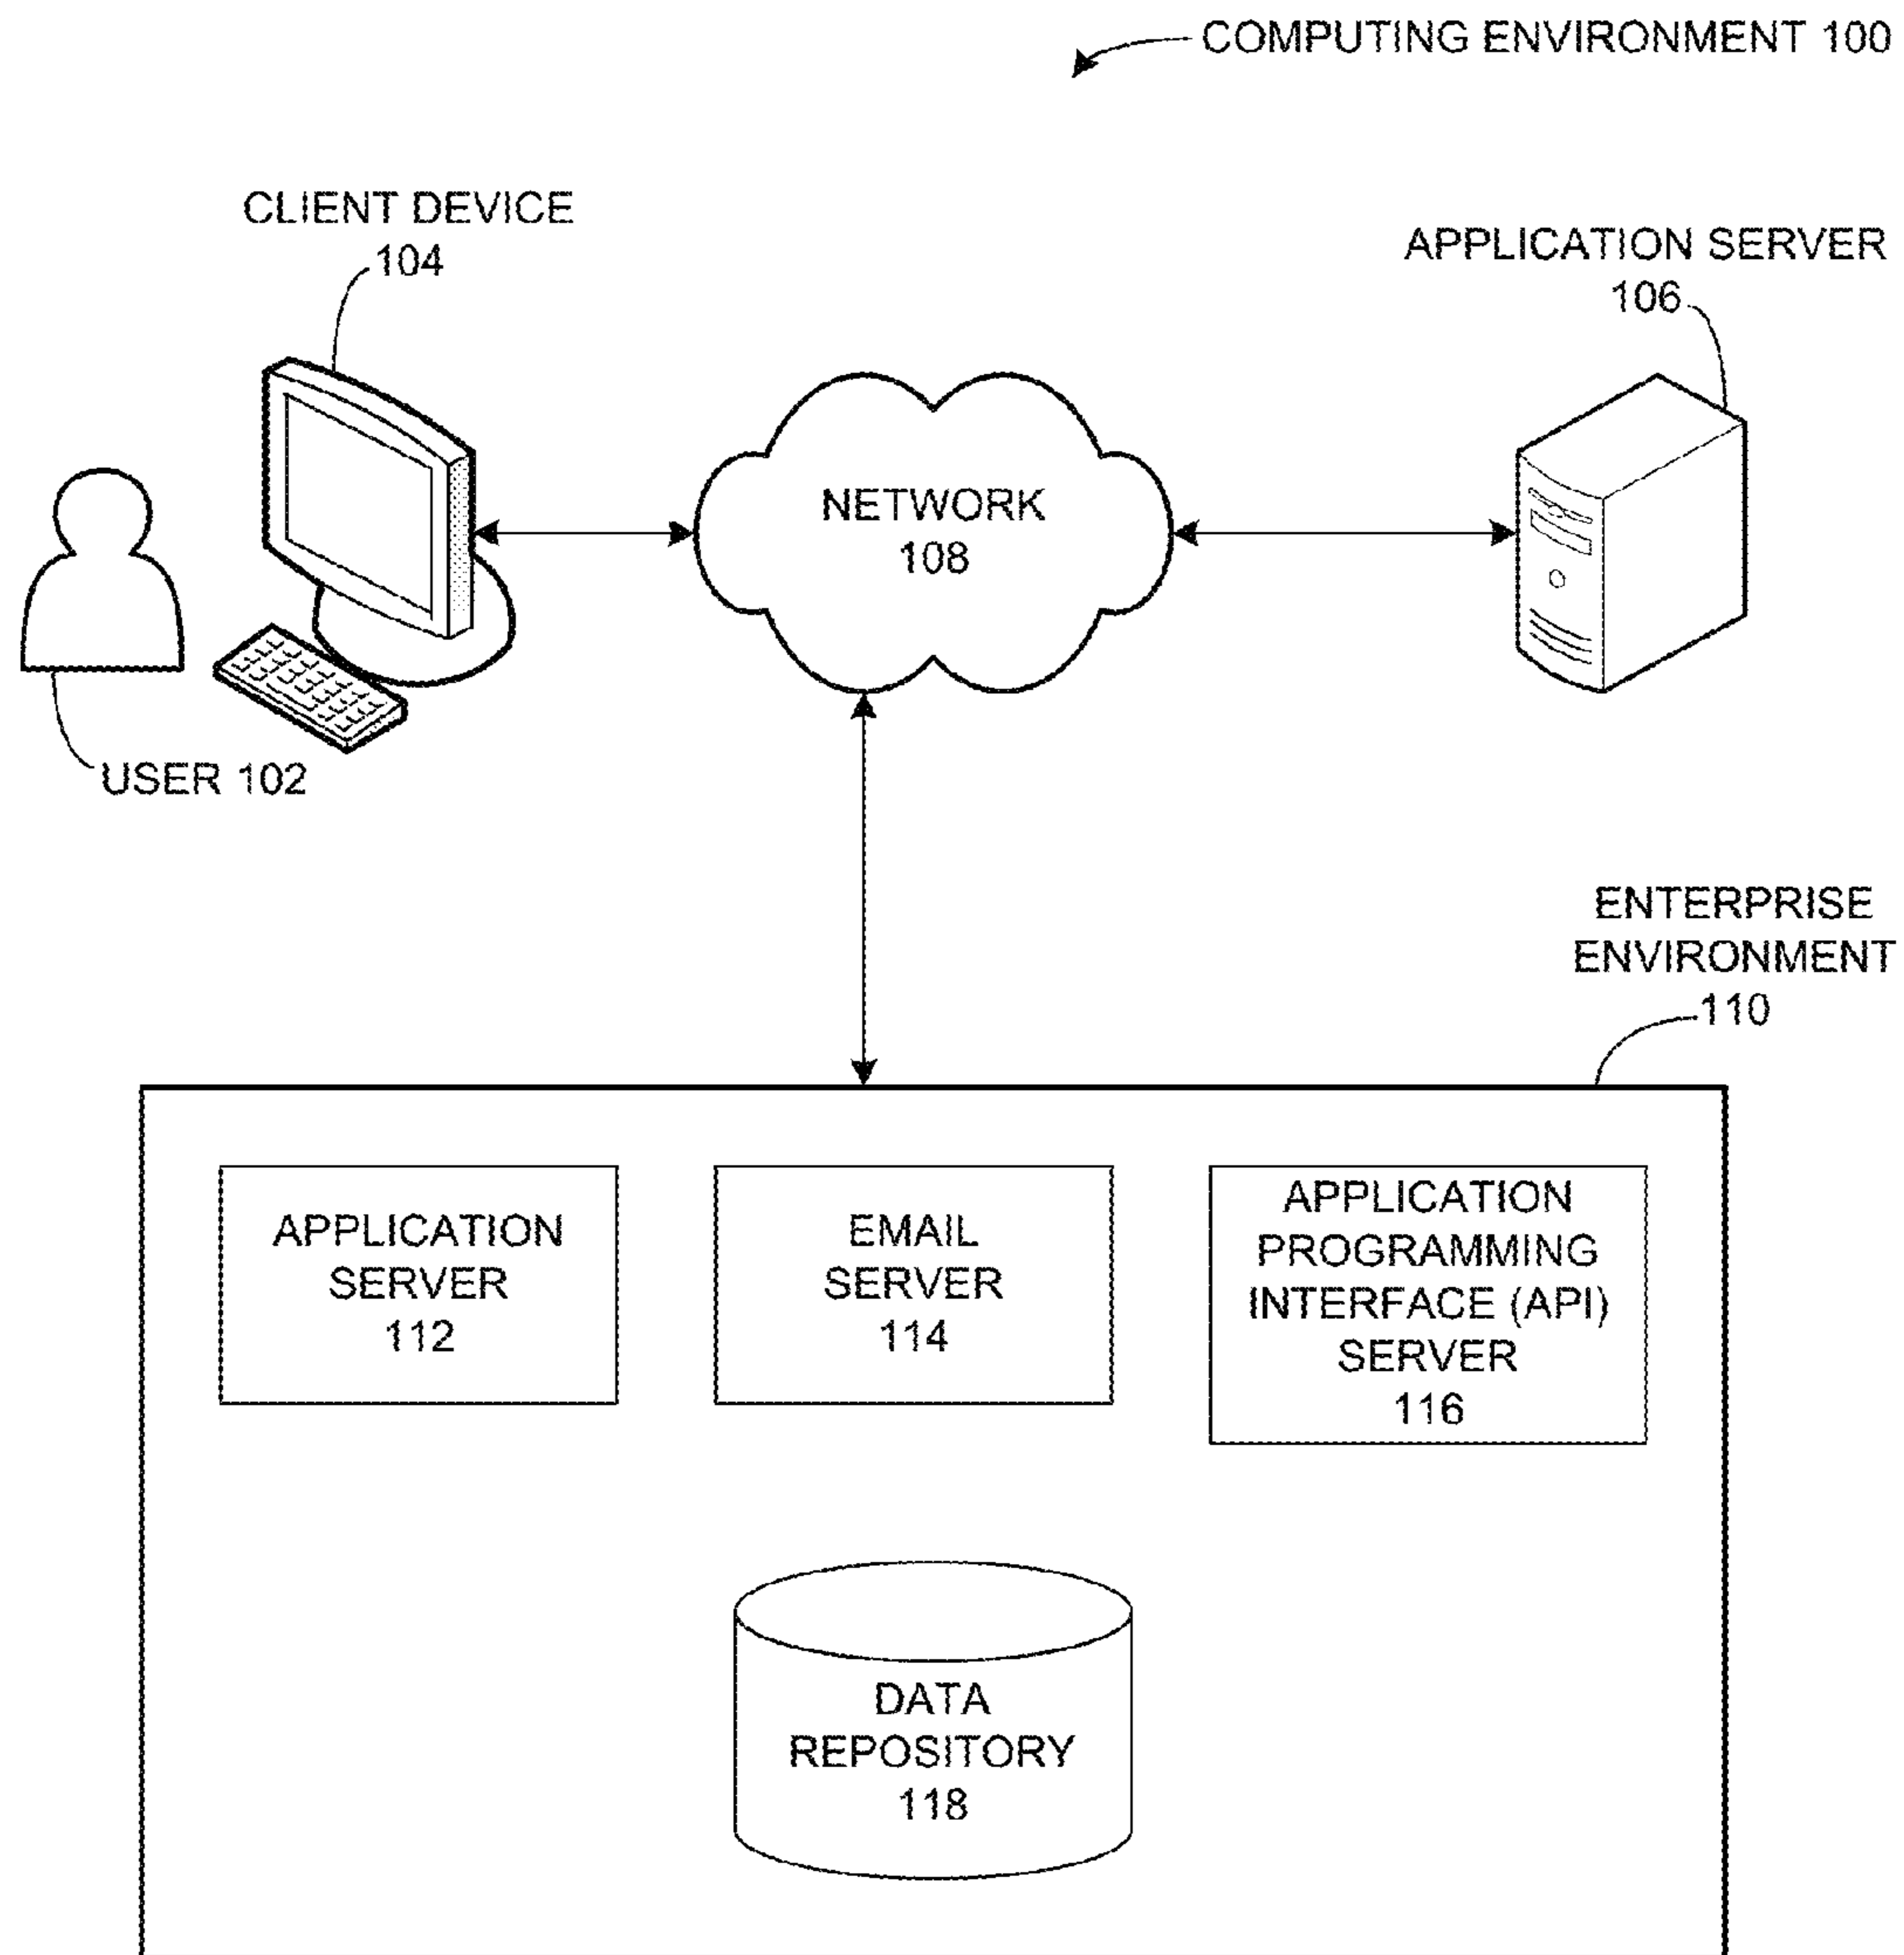 COMPUTING ENVIRONMENT 100
CLIENT DEVICE
104
APPLICATION SERVER
106
NETWORK
108
USER 102
ENTERPRISE
ENVIRONMENT
110
APPLICATION
SERVER
112
EMAIL
SERVER
114
APPLICATION
PROGRAMMING
INTERFACE (API)
SERVER
116
DATA
REPOSITORY
118